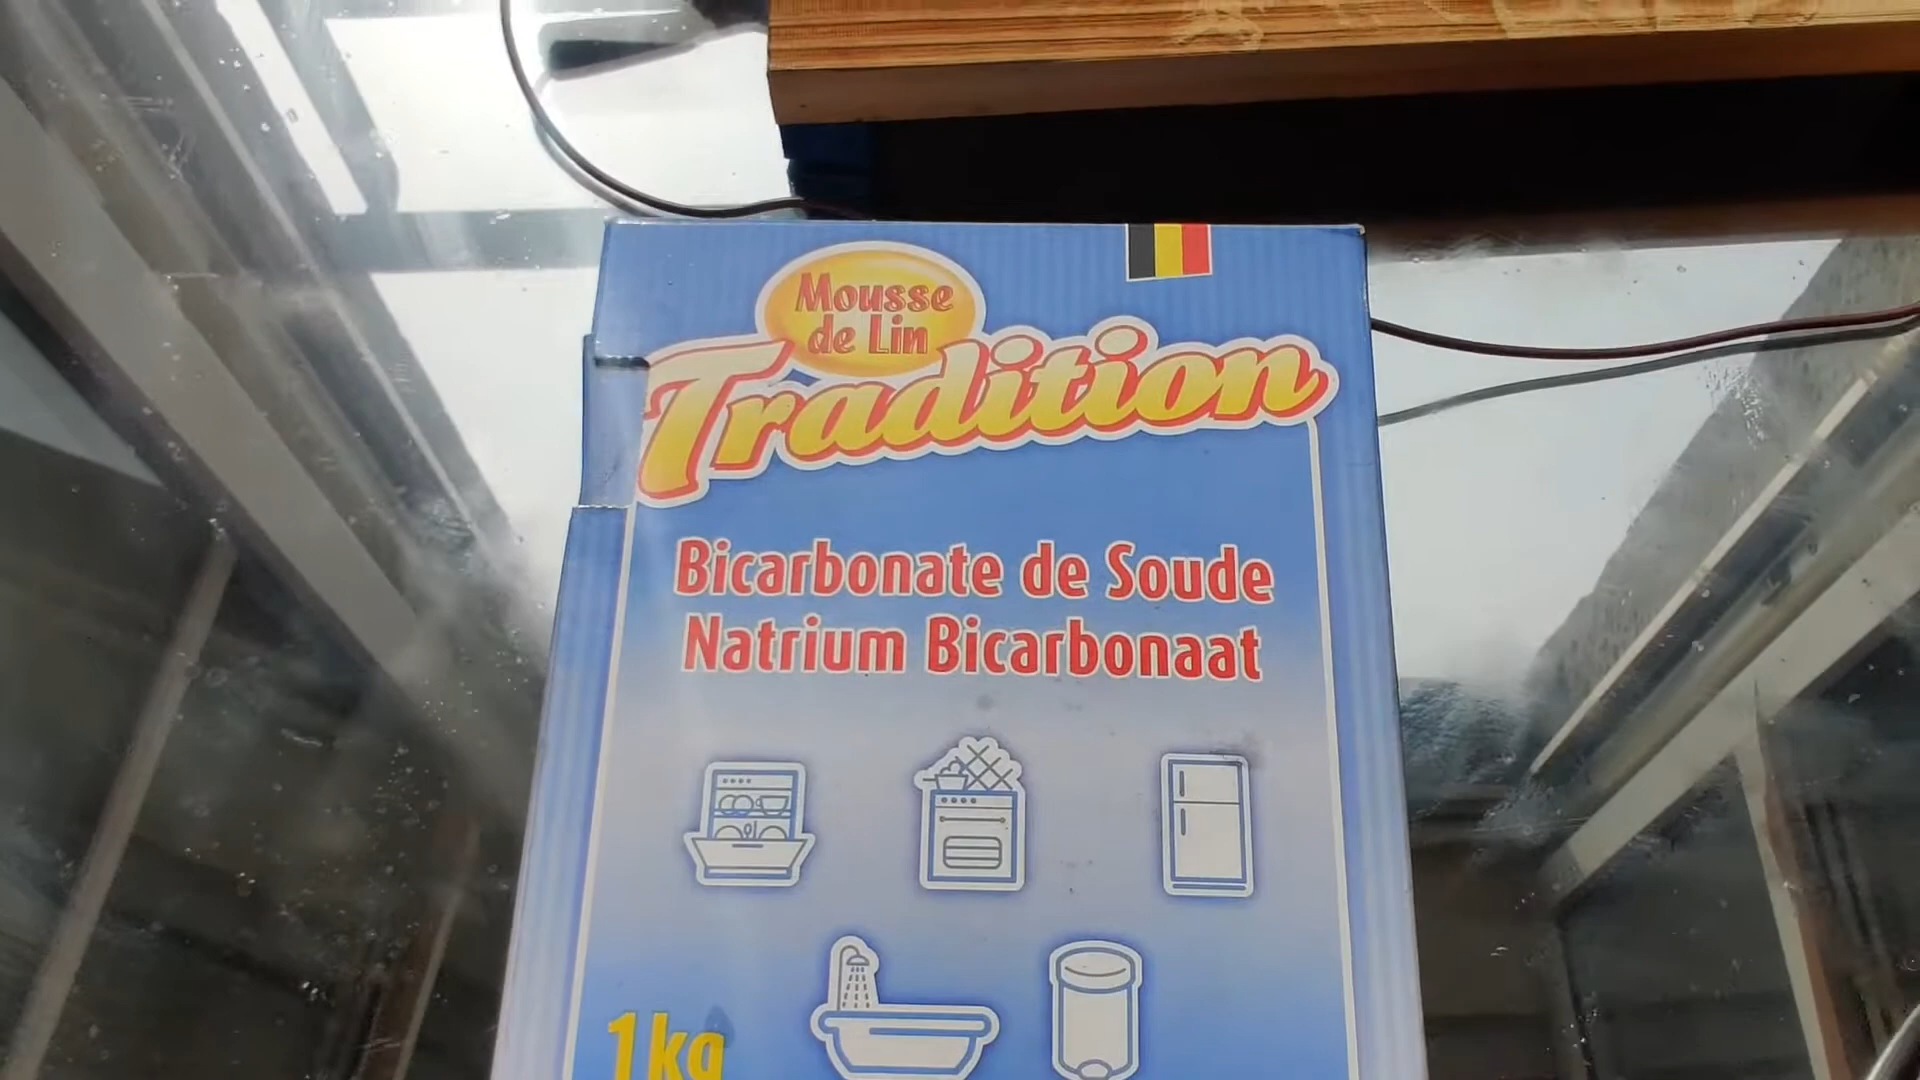 Mousse
de Lin
Tradition
Bicarbonate de Soude
Natrium Bicarbonaat
1kg